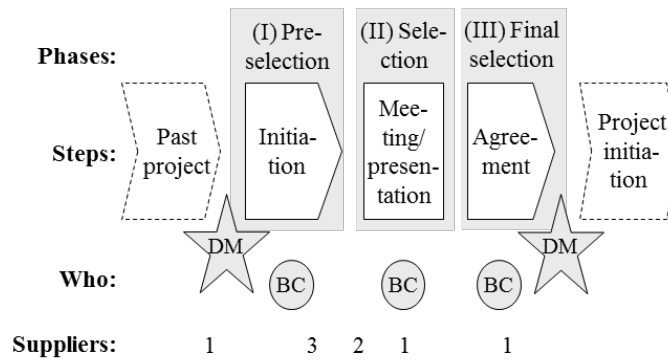 Phases:
(I) Pre-
selection
(II) Sele-
ction
(III) Final
selection
Steps:
Past
project
Initia-
tion
Mee-
ting/
presen-
tation
Agree-
ment
Project
initia-
tion
Who:
DM
BC
BC
BC
DM
Suppliers: 1 3 2 1 1